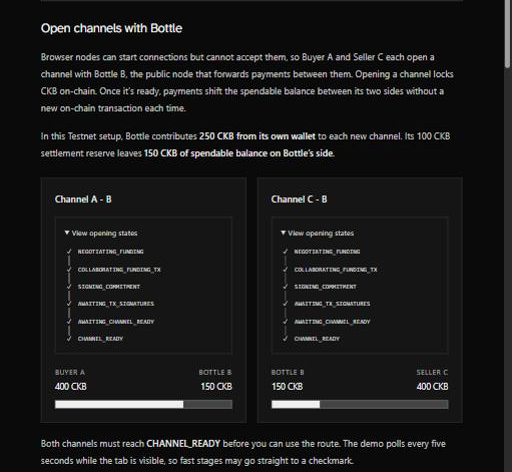 Open channels with Bottle
Browser nodes can start connections but cannot accept them, so Buyer A and Seller C each open a
channel with Bottle B, the public node that forwards payments between them. Opening a channel locks
CKB on-chain. Once it's ready, payments shift the spendable balance between its two sides without a
new on-chain transaction each time.
In this Testnet setup, Bottle contributes 250 CKB from its own wallet to each new channel. Its 100 CKB
settlement reserve leaves 150 CKB of spendable balance on Bottle's side.
Channel A - B
▼ View opening states
✓ NEGOTIATING_FUNDING
✓ COLLABORATING_FUNDING_TX
✓ SIGNING_COMMITMENT
✓ AWAITING_TX_SIGNATURES
✓ AWAITING_CHANNEL_READY
✓ CHANNEL_READY
BUYER A BOTTLE B
400 CKB 150 CKB
Channel C - B
▼ View opening states
✓ NEGOTIATING_FUNDING
✓ COLLABORATING_FUNDING_TX
✓ SIGNING_COMMITMENT
✓ AWAITING_TX_SIGNATURES
✓ AWAITING_CHANNEL_READY
✓ CHANNEL_READY
BOTTLE B SELLER C
150 CKB 400 CKB
Both channels must reach CHANNEL_READY before you can use the route. The demo polls every five
seconds while the tab is visible, so fast stages may go straight to a checkmark.